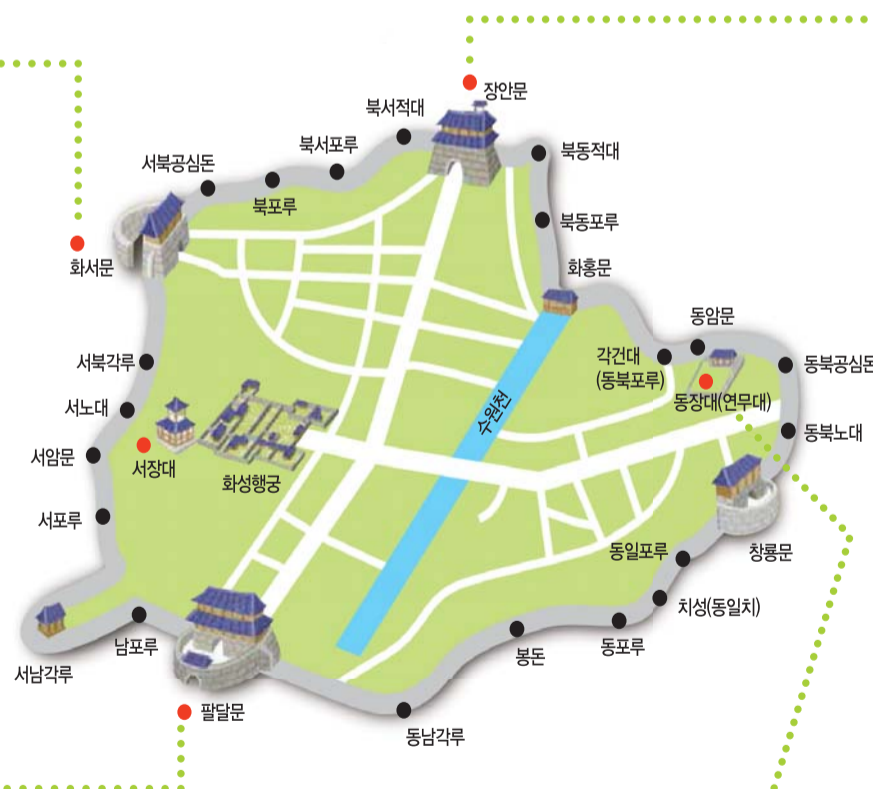 장안문
북서적대
북서포루
북동적대
서북공심돈
북포루
북동포루
화서문
화홍문
동암문
각건대
(동북포루)
동북공심돈
서북각루
동장대(연무대)
서노대
수원천
동북노대
서암문
서장대
화성행궁
서포루
동일포루
창룡문
치성(동일치)
남포루
봉돈
동포루
서남각루
팔달문
동남각루